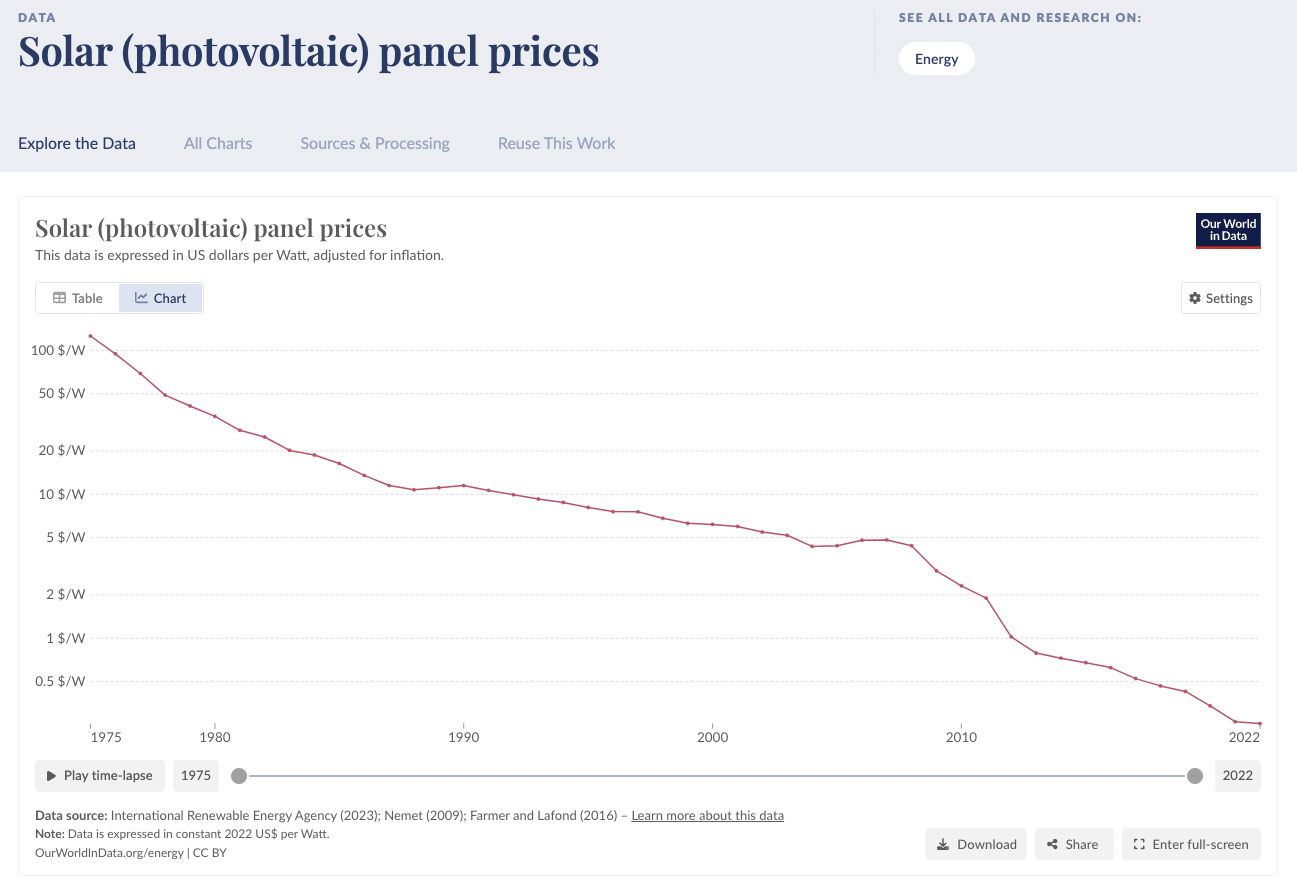 DATA
Solar (photovoltaic) panel prices
SEE ALL DATA AND RESEARCH ON:
Energy
Explore the Data
All Charts
Sources & Processing
Reuse This Work
Solar (photovoltaic) panel prices
This data is expressed in US dollars per Watt, adjusted for inflation.
Our World
in Data
Table
Chart
Settings
100 $/W
50 $/W
20 $/W
10 $/W
5 $/W
2 $/W
1 $/W
0.5 $/W
1975
1980
1990
2000
2010
2022
Play time-lapse
1975
2022
Data source: International Renewable Energy Agency (2023); Nemet (2009); Farmer and Lafond (2016) – Learn more about this data
Note: Data is expressed in constant 2022 US$ per Watt.
OurWorldInData.org/energy | CC BY
Download
Share
Enter full-screen